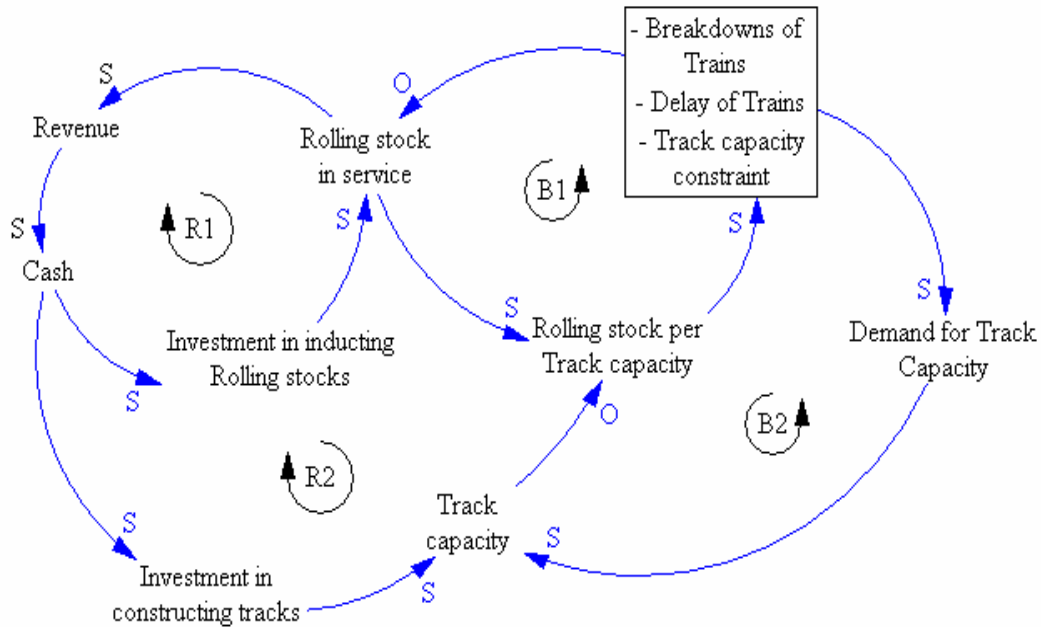 - Breakdowns of
Trains
- Delay of Trains
- Track capacity
constraint
S
O
Revenue
Rolling stock
in service
B1
R1
S
S
S
S
S
Cash
S
Rolling stock per
Track capacity
Demand for Track
Capacity
Investment in inducting
Rolling stocks
S
O
B2
R2
Track
capacity
S
S
S
Investment in
constructing tracks